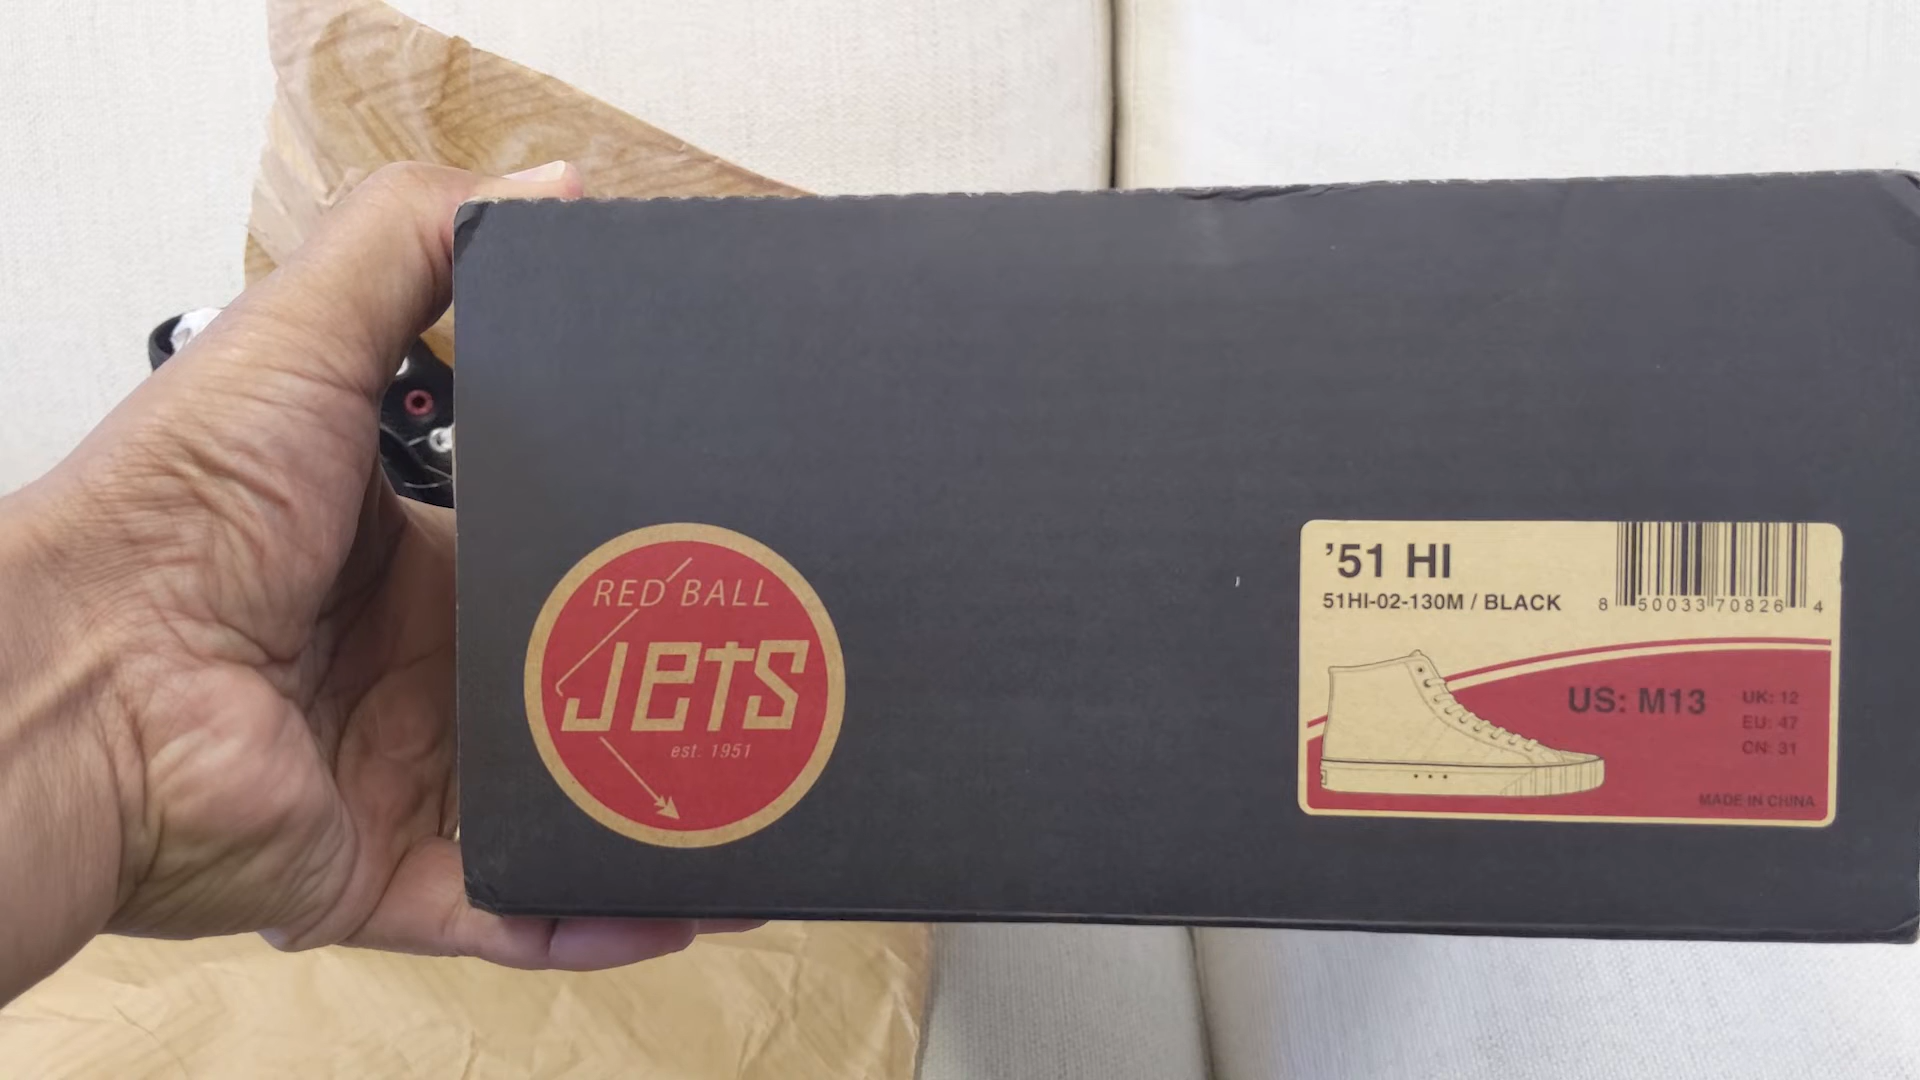 RED BALL
JETS
est. 1951
’51 HI
51HI-02-130M / BLACK
8 50033 70826 4
US: M13
UK: 12
EU: 47
CN: 31
MADE IN CHINA